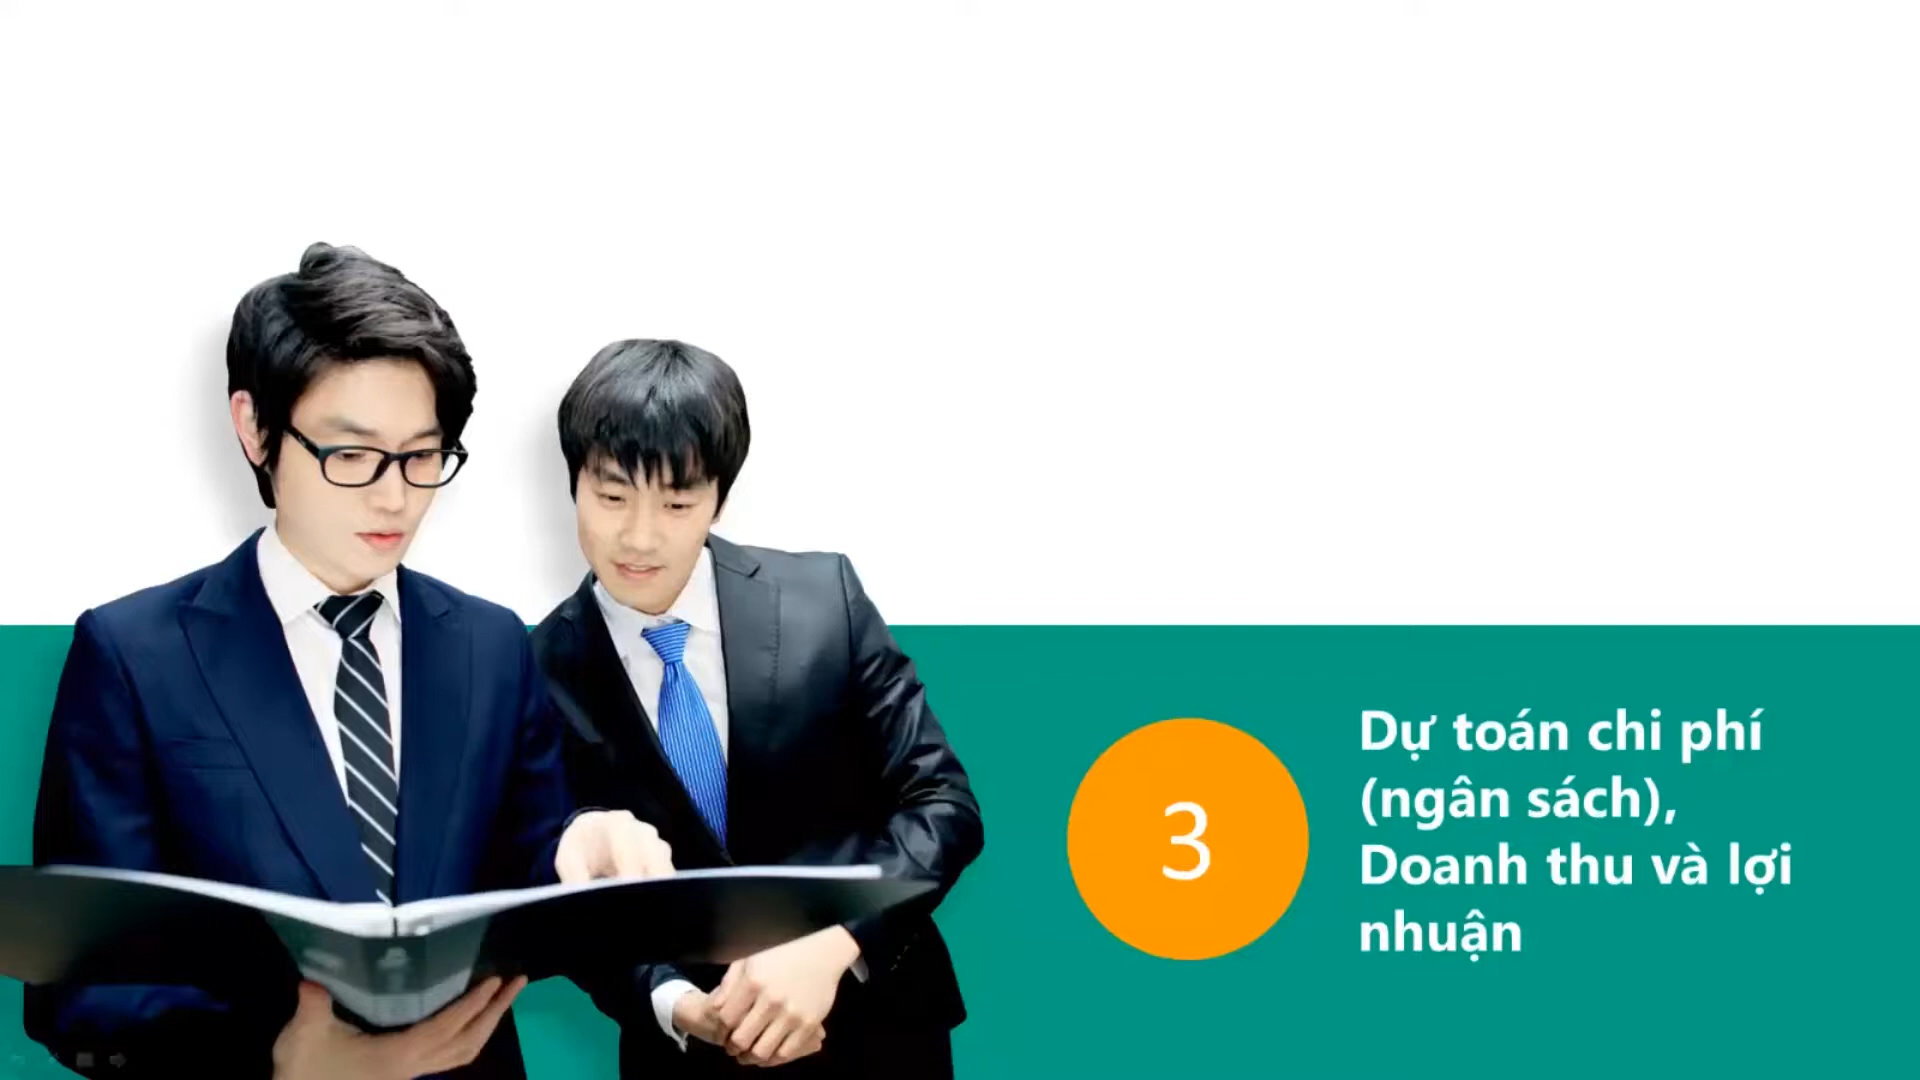 3
Dự toán chi phí
(ngân sách),
Doanh thu và lợi
nhuận